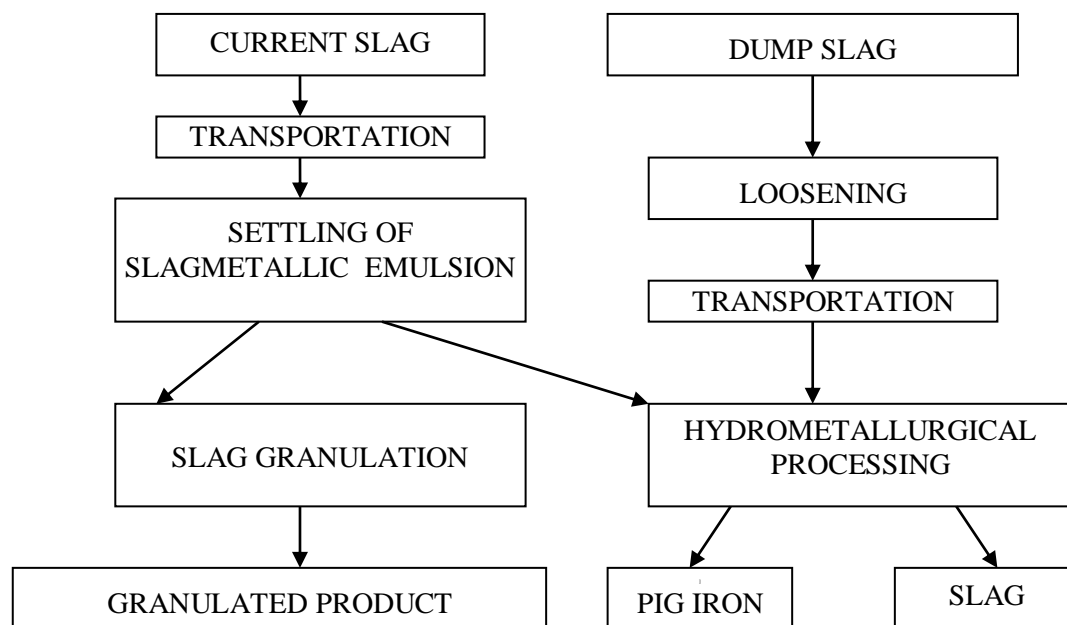 CURRENT SLAG
DUMP SLAG
TRANSPORTATION
LOOSENING
SETTLING OF
SLAGMETALLIC EMULSION
TRANSPORTATION
SLAG GRANULATION
HYDROMETALLURGICAL
PROCESSING
GRANULATED PRODUCT
PIG IRON
SLAG